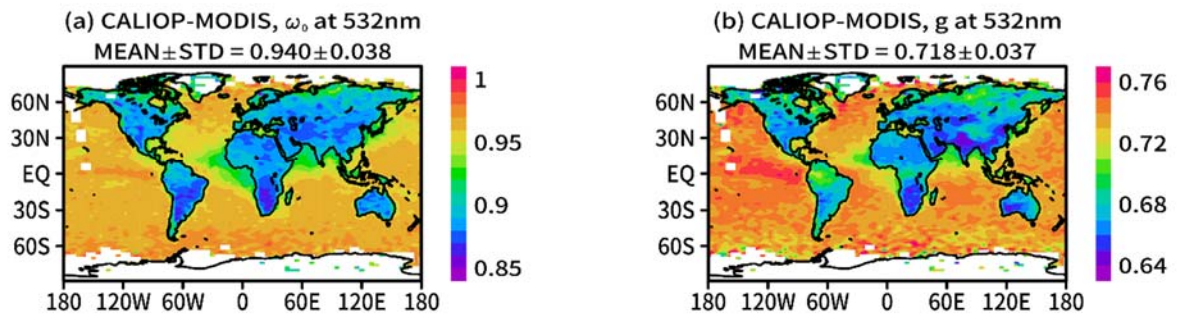 (a) CALIOP-MODIS, ω₀ at 532nm
MEAN±STD = 0.940±0.038
60N
30N
EQ
30S
60S
180 120W 60W 0 60E 120E 180
1
0.95
0.9
0.85
(b) CALIOP-MODIS, g at 532nm
MEAN±STD = 0.718±0.037
60N
30N
EQ
30S
60S
180 120W 60W 0 60E 120E 180
0.76
0.72
0.68
0.64